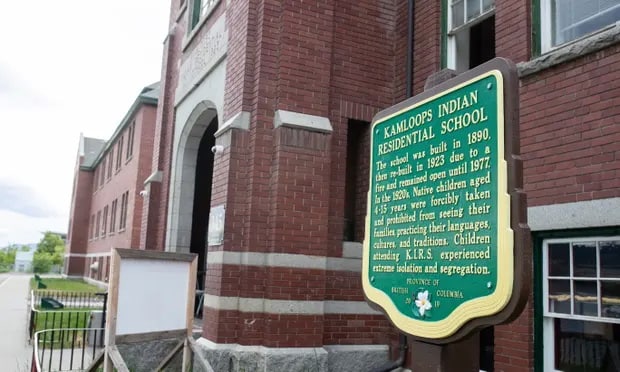 KAMLOOPS INDIAN
RESIDENTIAL SCHOOL
The school was built in 1890,
then re-built in 1923 due to a
fire and remained open until 1977.
In the 1920's, Native children aged
4-15 years were forcibly taken
and prohibited from seeing their
families, practicing their languages,
cultures, and traditions. Children
attending K.I.R.S. experienced
extreme isolation and segregation.
PROVINCE OF
BRITISH COLUMBIA